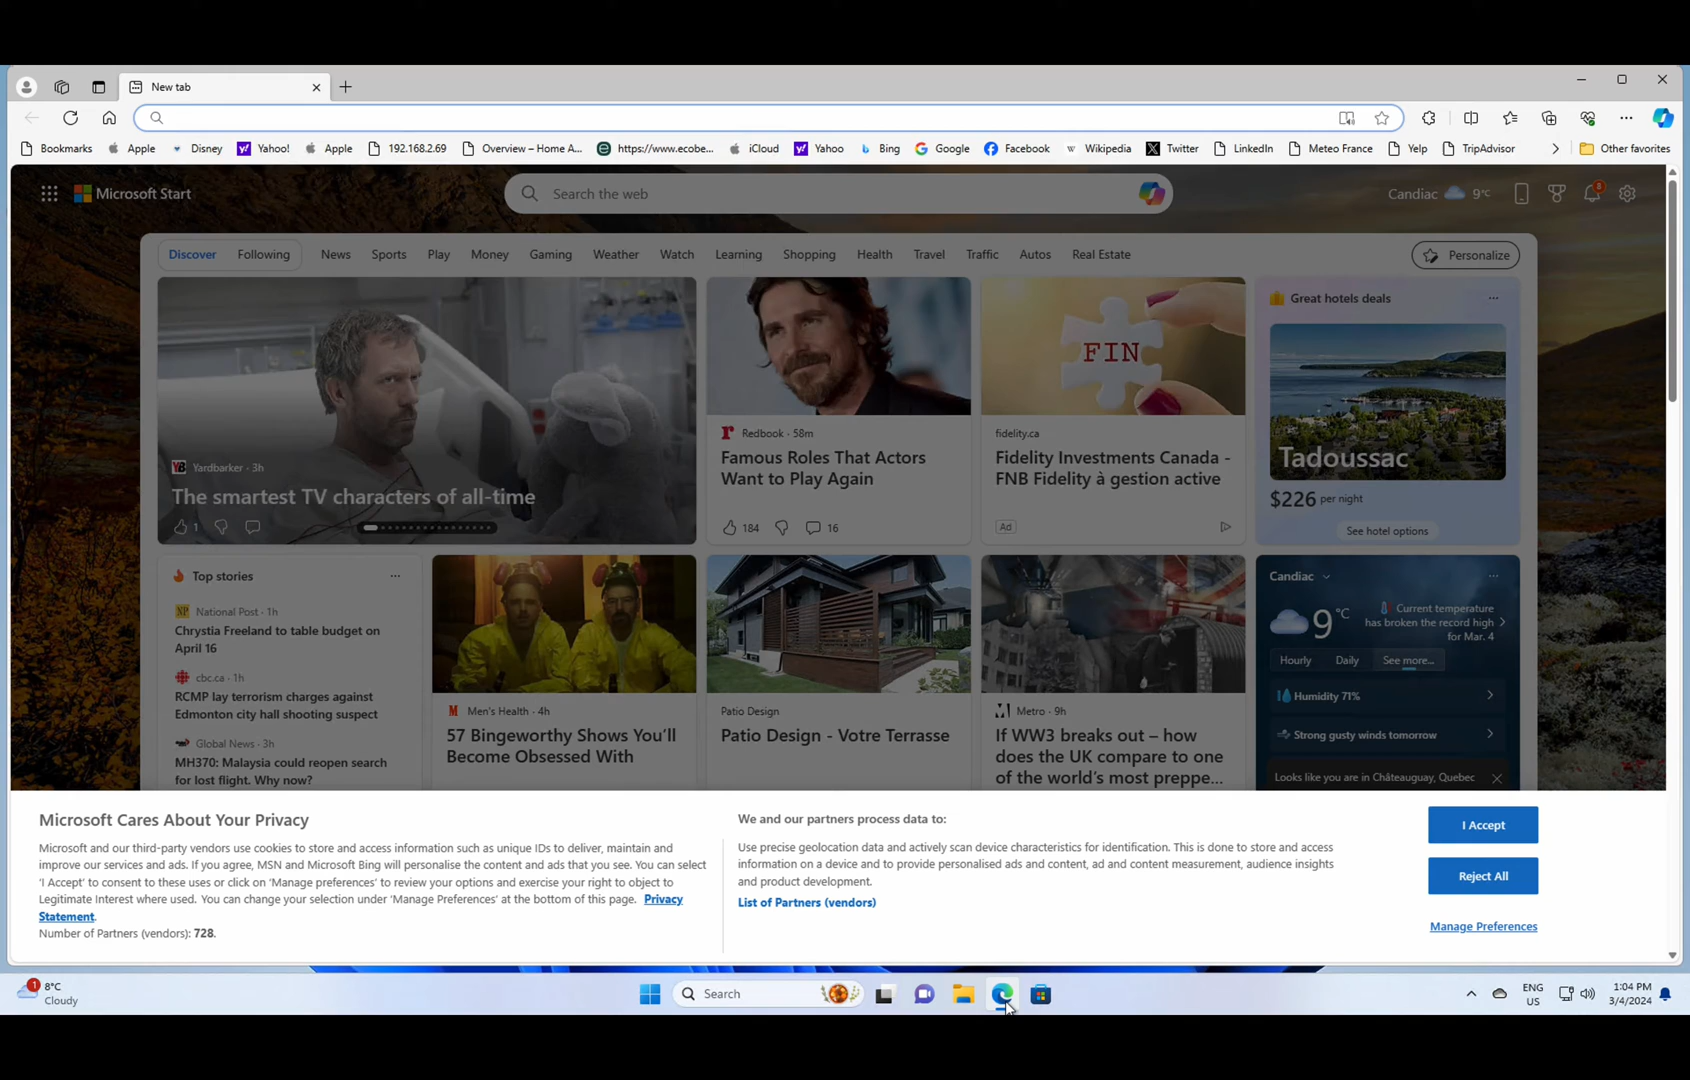 New tab
Bookmarks Apple Disney Yahoo! Apple 192.168.2.69 Overview – Home A... https://www.ecobe... iCloud Yahoo Bing Google Facebook Wikipedia Twitter LinkedIn Meteo France Yelp TripAdvisor Other favorites
Microsoft Start
Search the web
Candiac 9°C
8
Discover Following News Sports Play Money Gaming Weather Watch Learning Shopping Health Travel Traffic Autos Real Estate
Personalize
Yardbarker · 3h
The smartest TV characters of all-time
1
Redbook · 58m
Famous Roles That Actors
Want to Play Again
184 16
FIN
fidelity.ca
Fidelity Investments Canada -
FNB Fidelity à gestion active
Ad
Great hotels deals
Tadoussac
$226 per night
See hotel options
Top stories
National Post · 1h
Chrystia Freeland to table budget on
April 16
cbc.ca · 1h
RCMP lay terrorism charges against
Edmonton city hall shooting suspect
Global News · 3h
MH370: Malaysia could reopen search
for lost flight. Why now?
Men's Health · 4h
57 Bingeworthy Shows You'll
Become Obsessed With
Patio Design
Patio Design - Votre Terrasse
Metro · 9h
If WW3 breaks out – how
does the UK compare to one
of the world's most preppe...
Candiac
9 °C
Current temperature
has broken the record high
for Mar. 4
Hourly Daily See more...
Humidity 71%
Strong gusty winds tomorrow
Looks like you are in Châteauguay, Quebec
Microsoft Cares About Your Privacy
Microsoft and our third-party vendors use cookies to store and access information such as unique IDs to deliver, maintain and
improve our services and ads. If you agree, MSN and Microsoft Bing will personalise the content and ads that you see. You can select
'I Accept' to consent to these uses or click on 'Manage preferences' to review your options and exercise your right to object to
Legitimate Interest where used. You can change your selection under 'Manage Preferences' at the bottom of this page. Privacy
Statement.
Number of Partners (vendors): 728.
We and our partners process data to:
Use precise geolocation data and actively scan device characteristics for identification. This is done to store and access
information on a device and to provide personalised ads and content, ad and content measurement, audience insights
and product development.
List of Partners (vendors)
I Accept
Reject All
Manage Preferences
1
8°C
Cloudy
Search
ENG
US
1:04 PM
3/4/2024